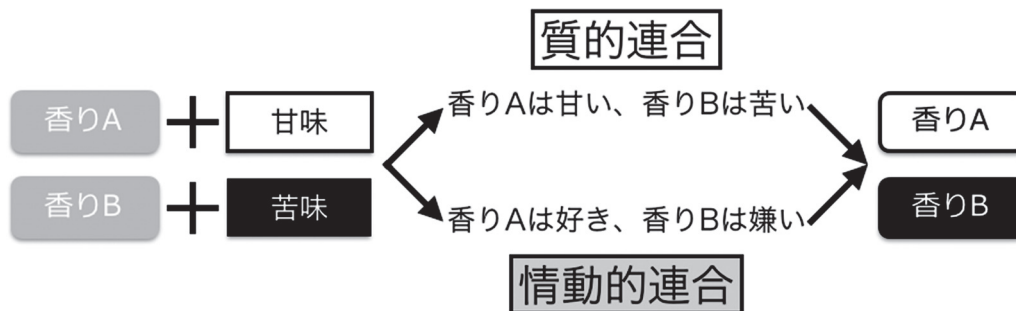 質的連合
香りA + 甘味
香りAは甘い、香りBは苦い
香りA
香りB + 苦味
香りAは好き、香りBは嫌い
香りB
情動的連合